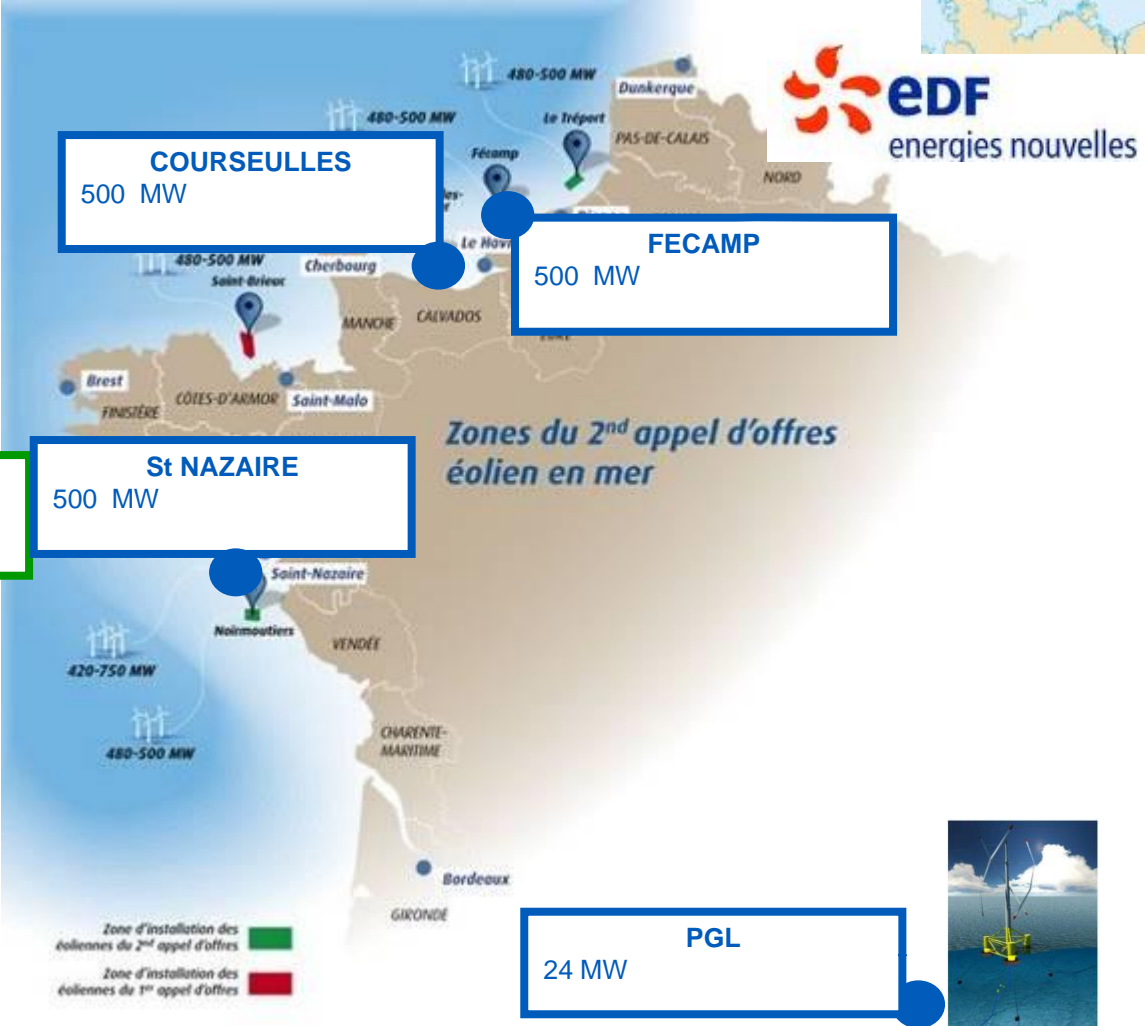 480-500 MW
Dunkerque
eDF
energies nouvelles
480-500 MW
Le Tréport
PAS-DE-CALAIS
COURSEULLES
500 MW
Fécamp
NORD
FECAMP
500 MW
480-500 MW
Cherbourg
Saint-Brieuc
MANCHE
CALVADOS
Brest
FINISTÈRE
CÔTES-D'ARMOR
Saint-Malo
Zones du 2nd appel d'offres
éolien en mer
St NAZAIRE
500 MW
Saint-Nazaire
Noirmoutiers
VENDÉE
420-750 MW
480-500 MW
CHARENTE-
MARITIME
Bordeaux
GIRONDE
Zone d'installation des
éoliennes du 2nd appel d'offres
Zone d'installation des
éoliennes du 1er appel d'offres
PGL
24 MW